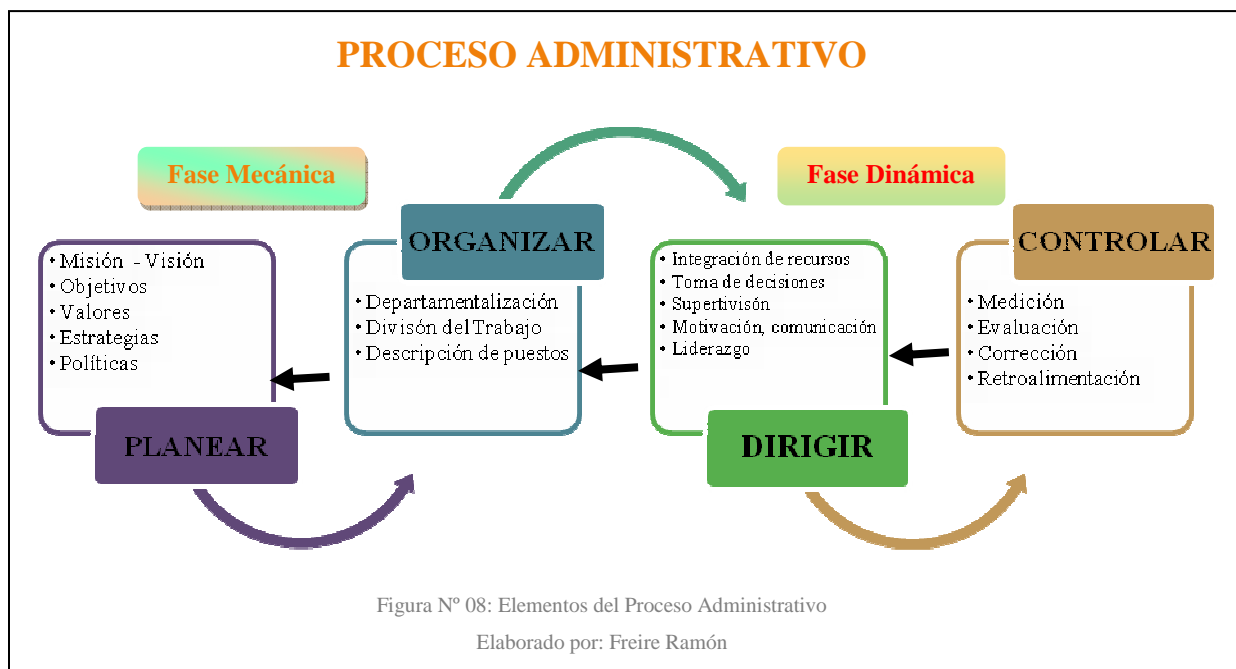 PROCESO ADMINISTRATIVO
Fase Mecánica
Fase Dinámica
• Misión - Visión
• Objetivos
• Valores
• Estrategias
• Políticas
PLANEAR
ORGANIZAR
• Departamentalización
• Divisón del Trabajo
• Descripción de puestos
• Integración de recursos
• Toma de decisiones
• Supertivisón
• Motivación, comunicación
• Liderazgo
DIRIGIR
CONTROLAR
• Medición
• Evaluación
• Corrección
• Retroalimentación
Figura Nº 08: Elementos del Proceso Administrativo
Elaborado por: Freire Ramón